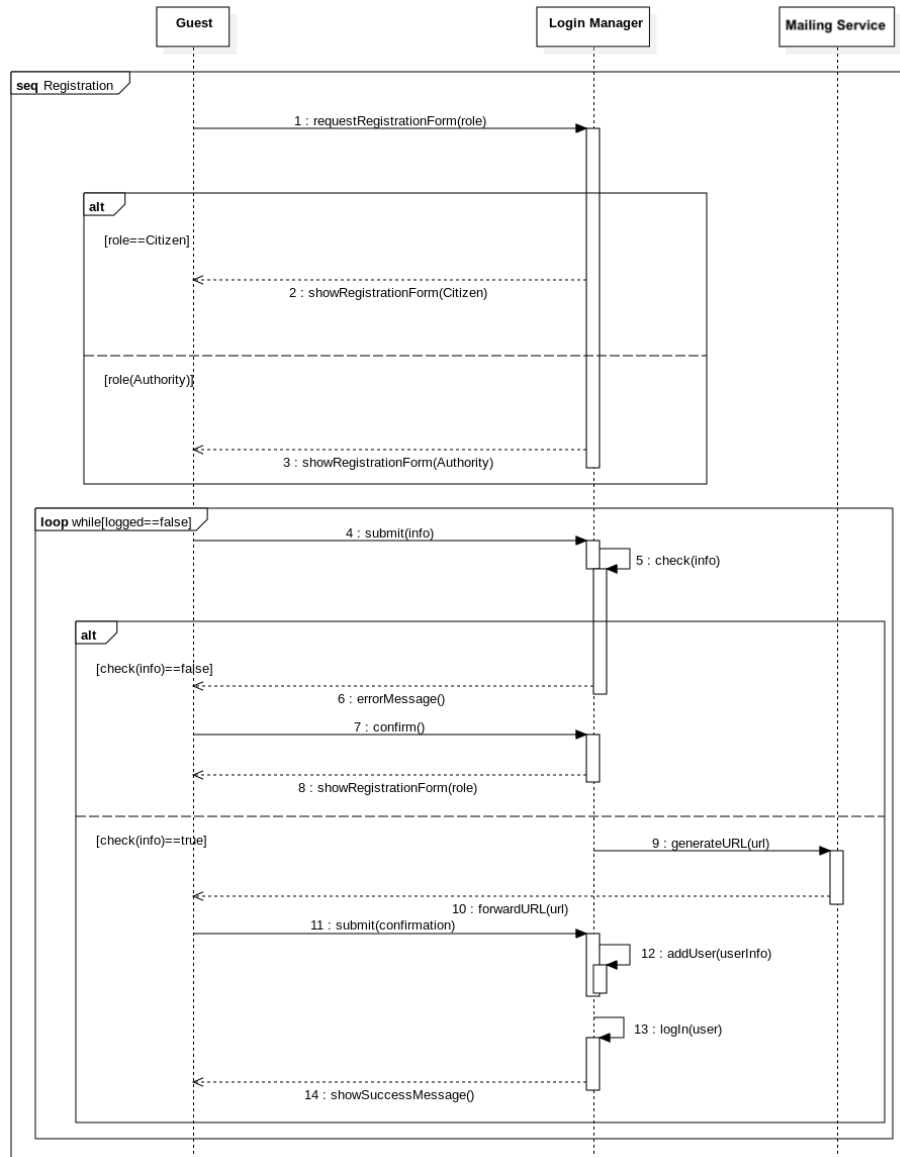 Guest
Login Manager
Mailing Service
seq Registration
1 : requestRegistrationForm(role)
alt
[role==Citizen]
2 : showRegistrationForm(Citizen)
[role(Authority)]
3 : showRegistrationForm(Authority)
loop while[logged==false]
4 : submit(info)
5 : check(info)
alt
[check(info)==false]
6 : errorMessage()
7 : confirm()
8 : showRegistrationForm(role)
[check(info)==true]
9 : generateURL(url)
10 : forwardURL(url)
11 : submit(confirmation)
12 : addUser(userInfo)
13 : logIn(user)
14 : showSuccessMessage()